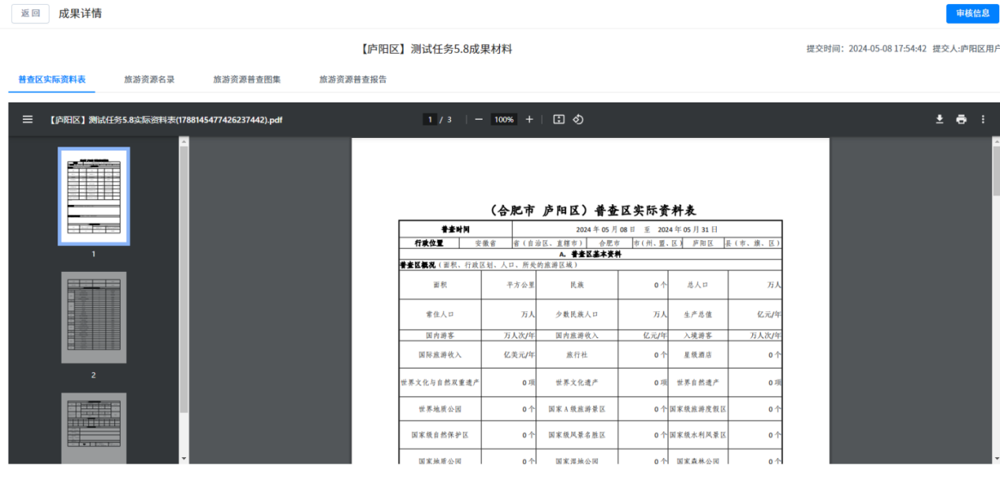 返回 成果详情 审核信息
【庐阳区】测试任务5.8成果材料
提交时间：2024-05-08 17:54:42 提交人:庐阳区用户
普查区实际资料表 旅游资源名录 旅游资源普查图集 旅游资源普查报告
【庐阳区】测试任务5.8实际资料表(1788145477426237442).pdf 1 / 3 100%
1
2
（合肥市 庐阳区）普查区实际资料表
普查时间 2024 年 05 月 08 日 至 2024 年 05 月 31 日
行政位置 安徽省 省（自治区、直辖市） 合肥市 市（州、盟、区） 庐阳区 县（市、旗、区）
A. 普查区基本资料
普查区概况（面积、行政区划、人口、所处的旅游区域）
面积 平方公里 民族 0 个 总人口 万人
常住人口 万人 少数民族人口 万人 生产总值 亿元/年
国内游客 万人次/年 国内旅游收入 亿元/年 入境游客 万人次/年
国际旅游收入 亿美元/年 旅行社 0 个 星级酒店 0 个
世界文化与自然双重遗产 0 项 世界文化遗产 0 项 世界自然遗产 0 项
世界地质公园 0 个 国家 A 级旅游景区 0 个 国家级旅游度假区 0 个
国家级自然保护区 0 个 国家级风景名胜区 0 个 国家级水利风景区 0 个
国家地质公园 0 个 国家湿地公园 0 个 国家森林公园 0 个